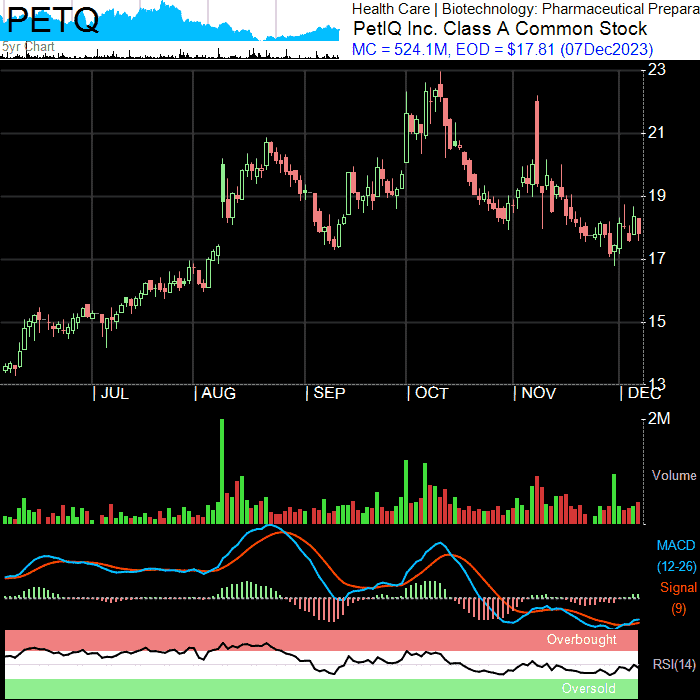 PETQ
5yr Chart
Health Care | Biotechnology: Pharmaceutical Prepara
PetIQ Inc. Class A Common Stock
MC = 524.1M, EOD = $17.81 (07Dec2023)
23
21
19
17
15
13
| JUL | AUG | SEP | OCT | NOV | DEC
2M
Volume
MACD
(12-26)
Signal
(9)
Overbought
RSI(14)
Oversold